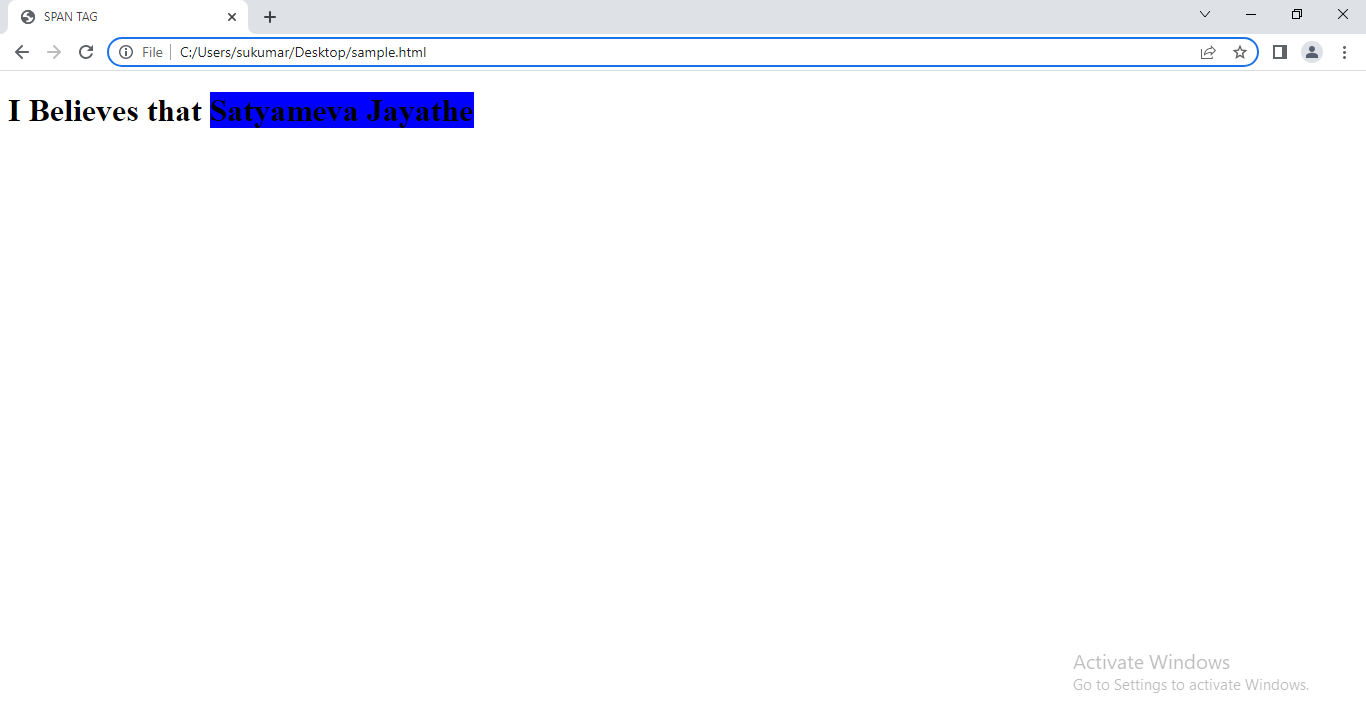 SPAN TAG
File C:/Users/sukumar/Desktop/sample.html
I Believes that Satyameva Jayathe
Activate Windows
Go to Settings to activate Windows.